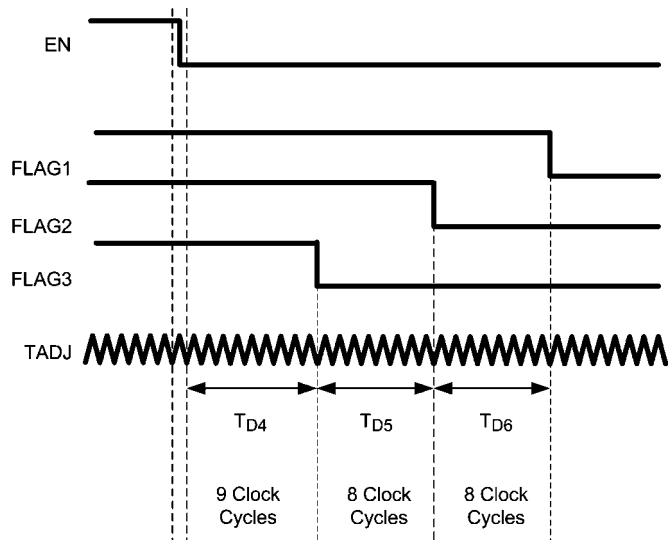 EN
FLAG1
FLAG2
FLAG3
TADJ
TD4 TD5 TD6
9 Clock Cycles
8 Clock Cycles
8 Clock Cycles